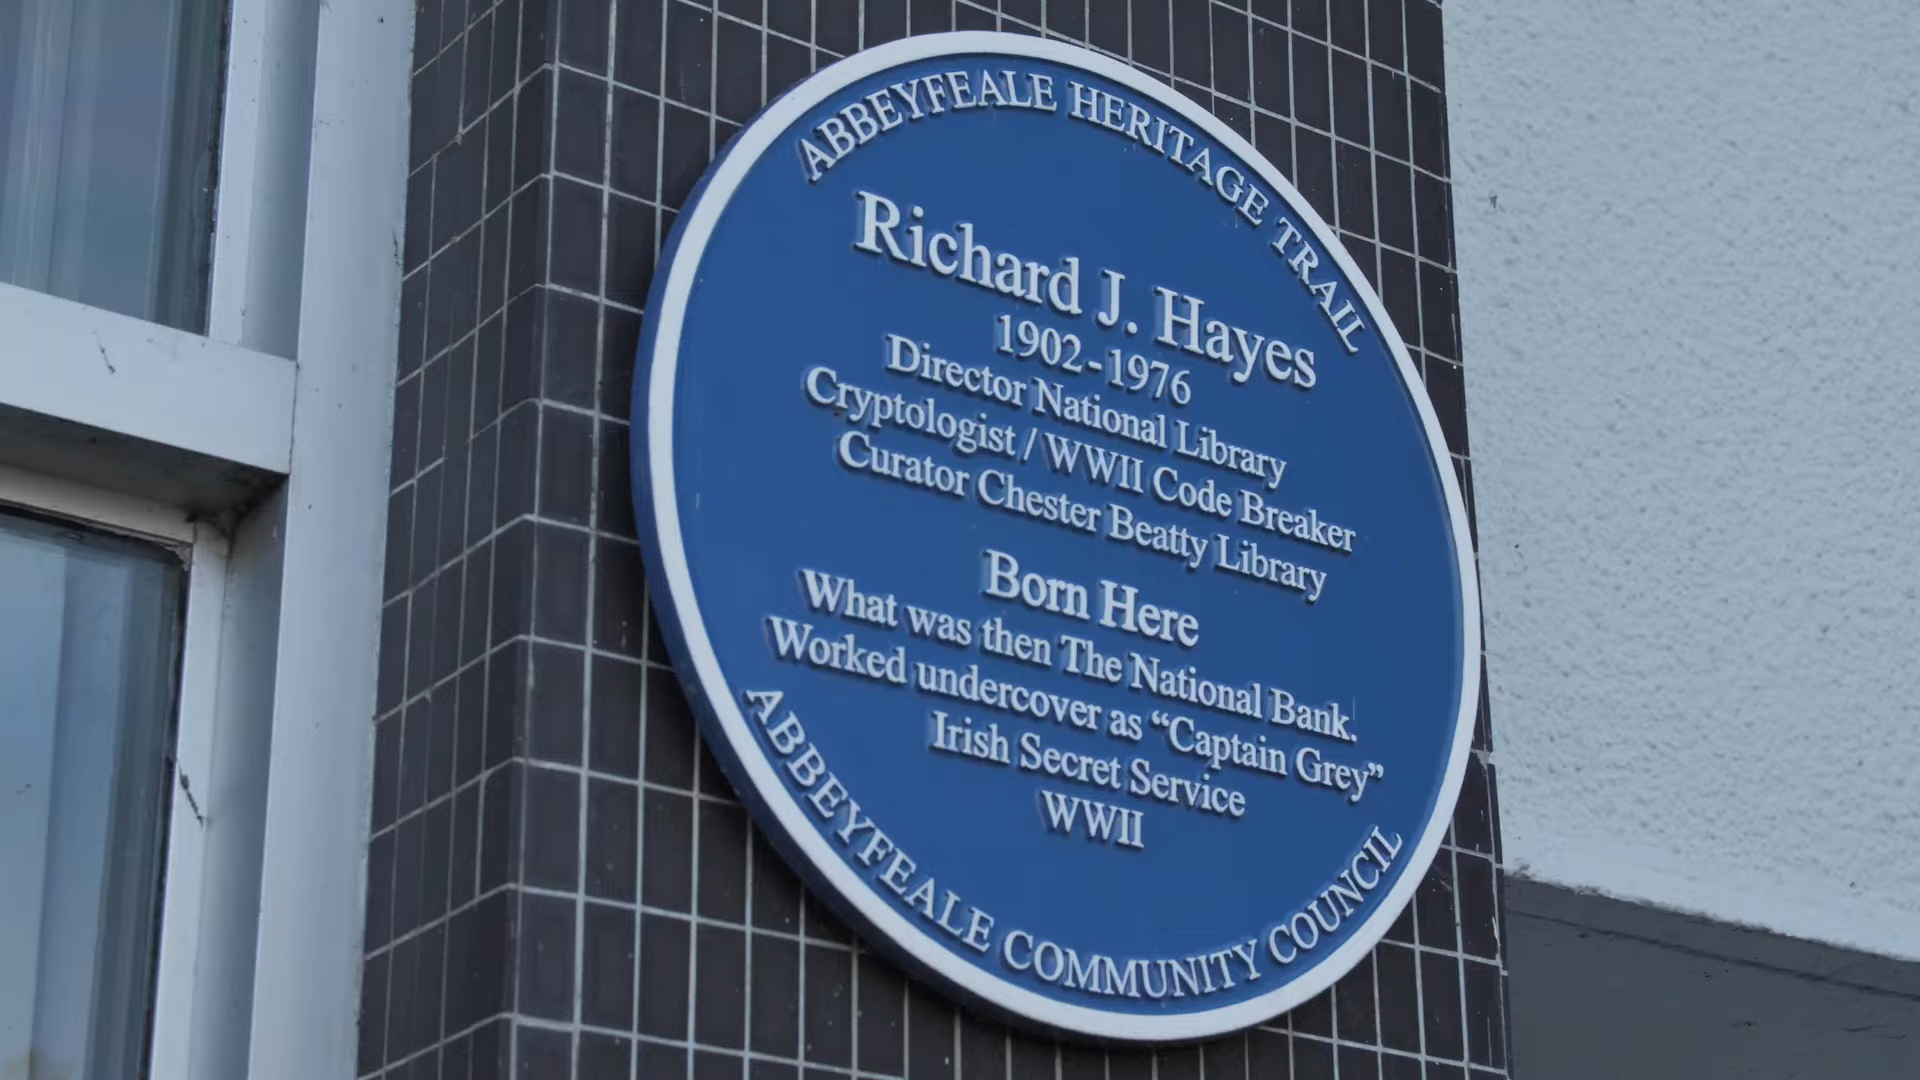 ABBEYFEALE HERITAGE TRAIL
Richard J. Hayes
1902-1976
Director National Library
Cryptologist / WWII Code Breaker
Curator Chester Beatty Library
Born Here
What was then The National Bank.
Worked undercover as “Captain Grey”
Irish Secret Service
WWII
ABBEYFEALE COMMUNITY COUNCIL